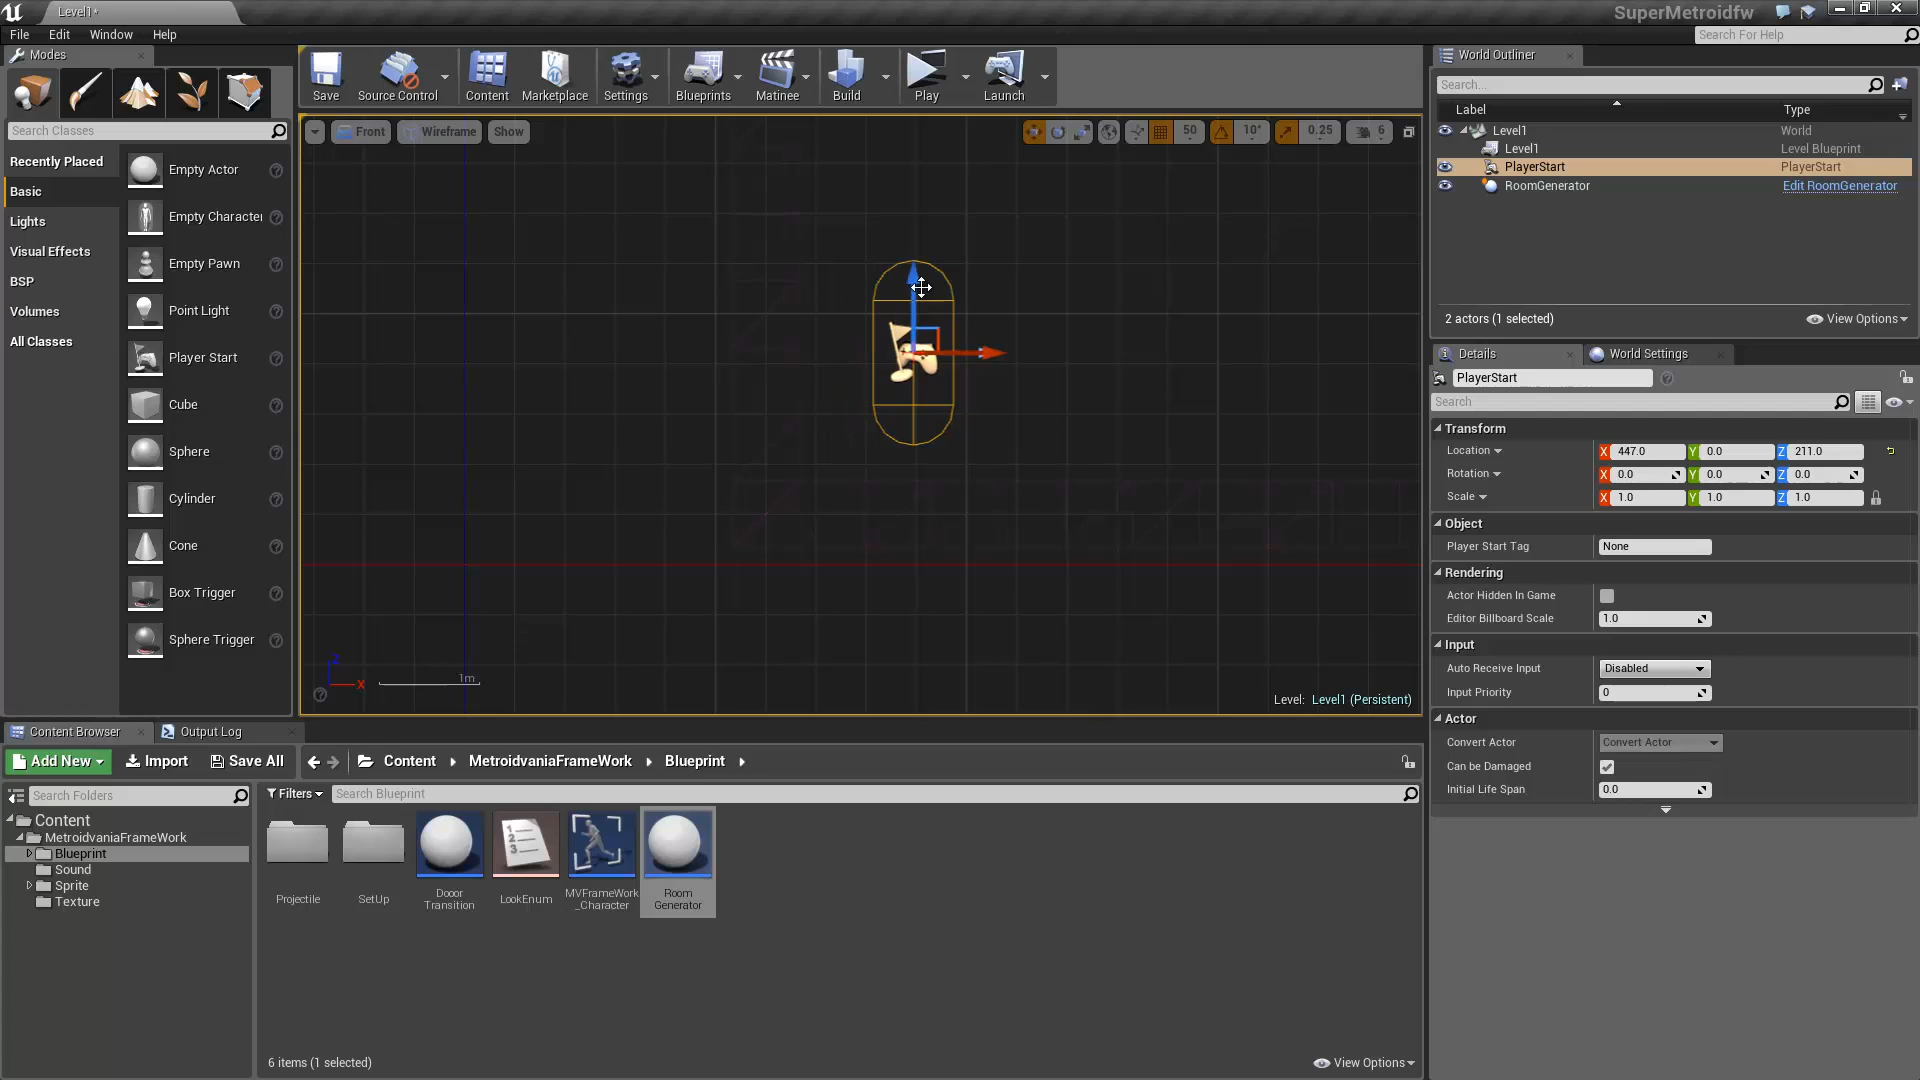 Level1*
SuperMetroidfw
File Edit Window Help
Search For Help
Modes
Search Classes
Recently Placed
Basic
Lights
Visual Effects
BSP
Volumes
All Classes
Empty Actor
Empty Character
Empty Pawn
Point Light
Player Start
Cube
Sphere
Cylinder
Cone
Box Trigger
Sphere Trigger
Save Source Control Content Marketplace Settings Blueprints Matinee Build Play Launch
Front Wireframe Show
50 10° 0.25 6
Z
X
1m
Level: Level1 (Persistent)
World Outliner
Search...
Label Type
Level1 World
Level1 Level Blueprint
PlayerStart PlayerStart
RoomGenerator Edit RoomGenerator
2 actors (1 selected) View Options
Details World Settings
PlayerStart
Search
Transform
Location X 447.0 Y 0.0 Z 211.0
Rotation X 0.0 Y 0.0 Z 0.0
Scale X 1.0 Y 1.0 Z 1.0
Object
Player Start Tag None
Rendering
Actor Hidden In Game
Editor Billboard Scale 1.0
Input
Auto Receive Input Disabled
Input Priority 0
Actor
Convert Actor Convert Actor
Can be Damaged
Initial Life Span 0.0
Content Browser Output Log
Add New Import Save All Content MetroidvaniaFrameWork Blueprint
Search Folders
Content
MetroidvaniaFrameWork
Blueprint
Sound
Sprite
Texture
Filters Search Blueprint
Projectile
SetUp
Dooor
Transition
LookEnum
MVFrameWork
_Character
Room
Generator
6 items (1 selected) View Options